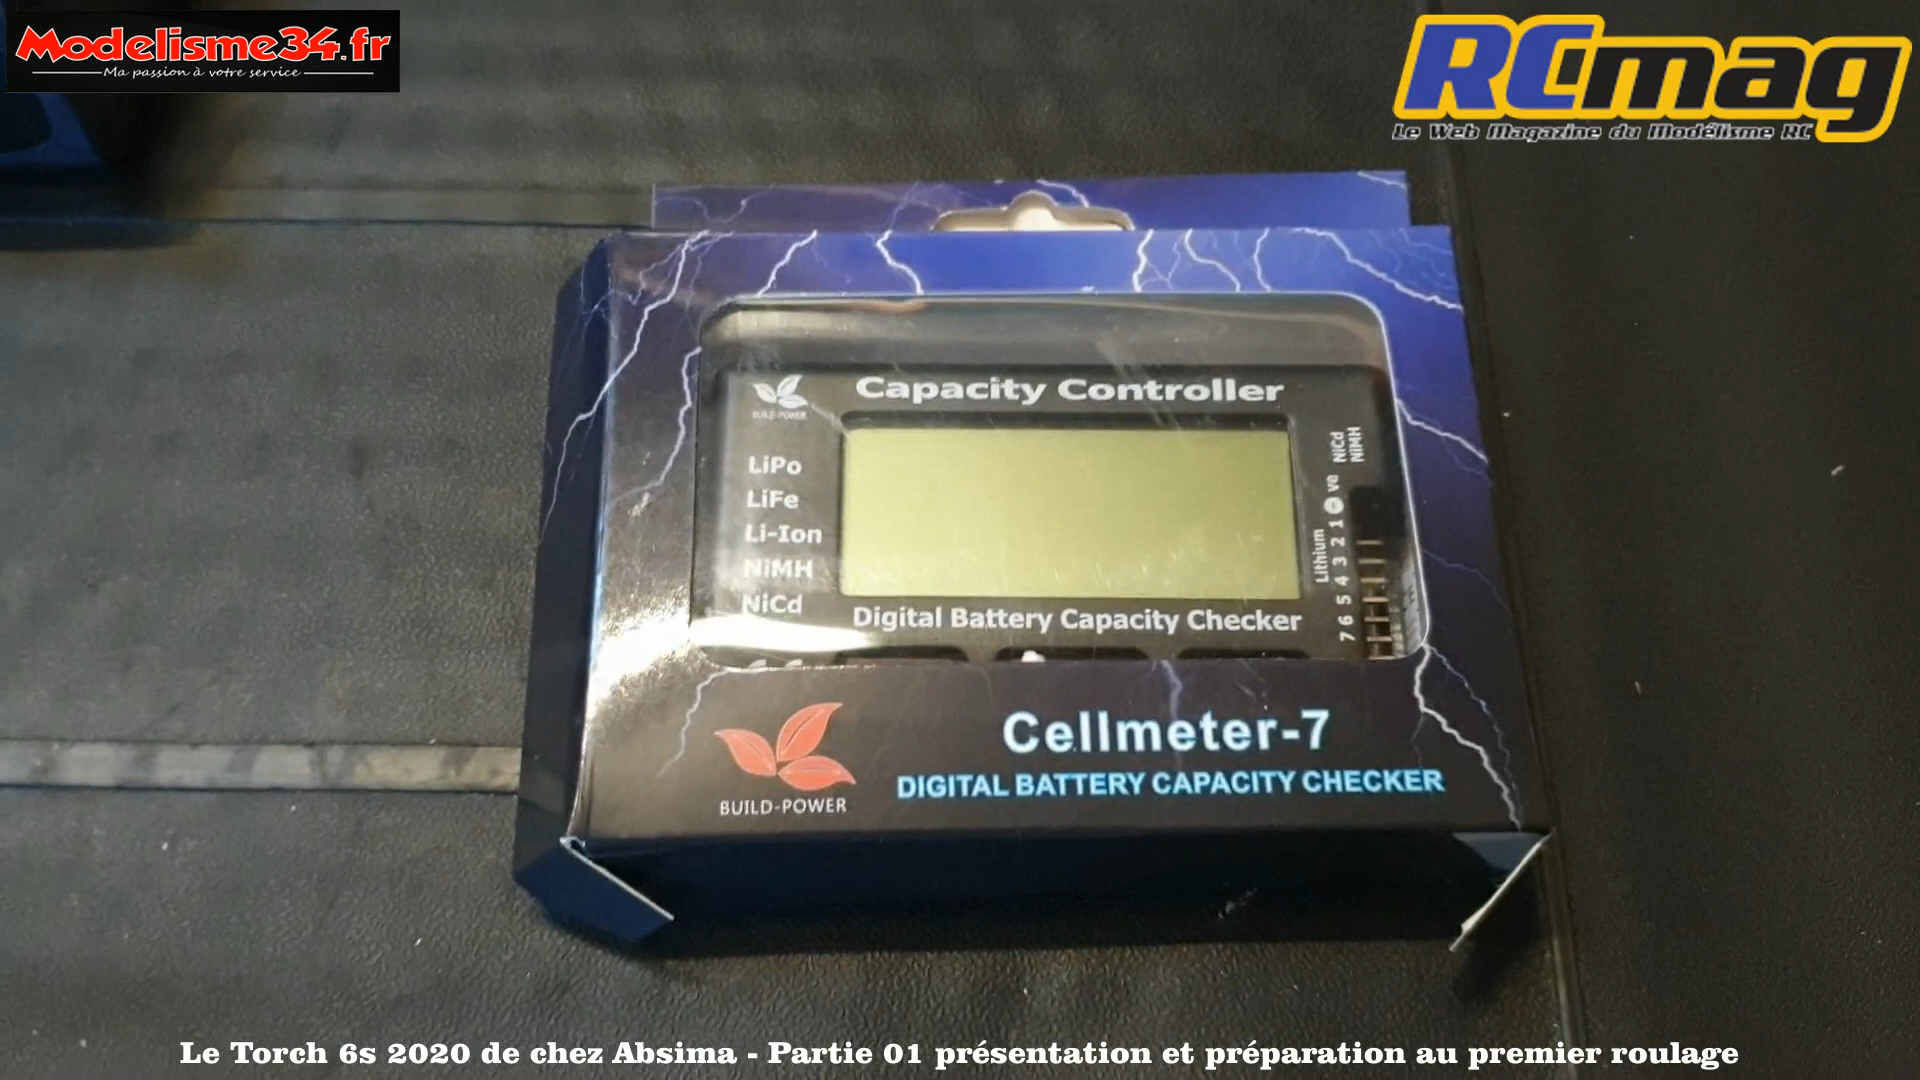 Modelisme34.fr
Ma passion à votre service
RCmag
Le Web Magazine du Modélisme RC
Capacity Controller
BUILD-POWER
LiPo
LiFe
Li-Ion
NiMH
NiCd
Digital Battery Capacity Checker
NiCd
NiMH
Lithium
7 6 5 4 3 2 1 ve
Cellmeter-7
DIGITAL BATTERY CAPACITY CHECKER
BUILD-POWER
Le Torch 6s 2020 de chez Absima - Partie 01 présentation et préparation au premier roulage